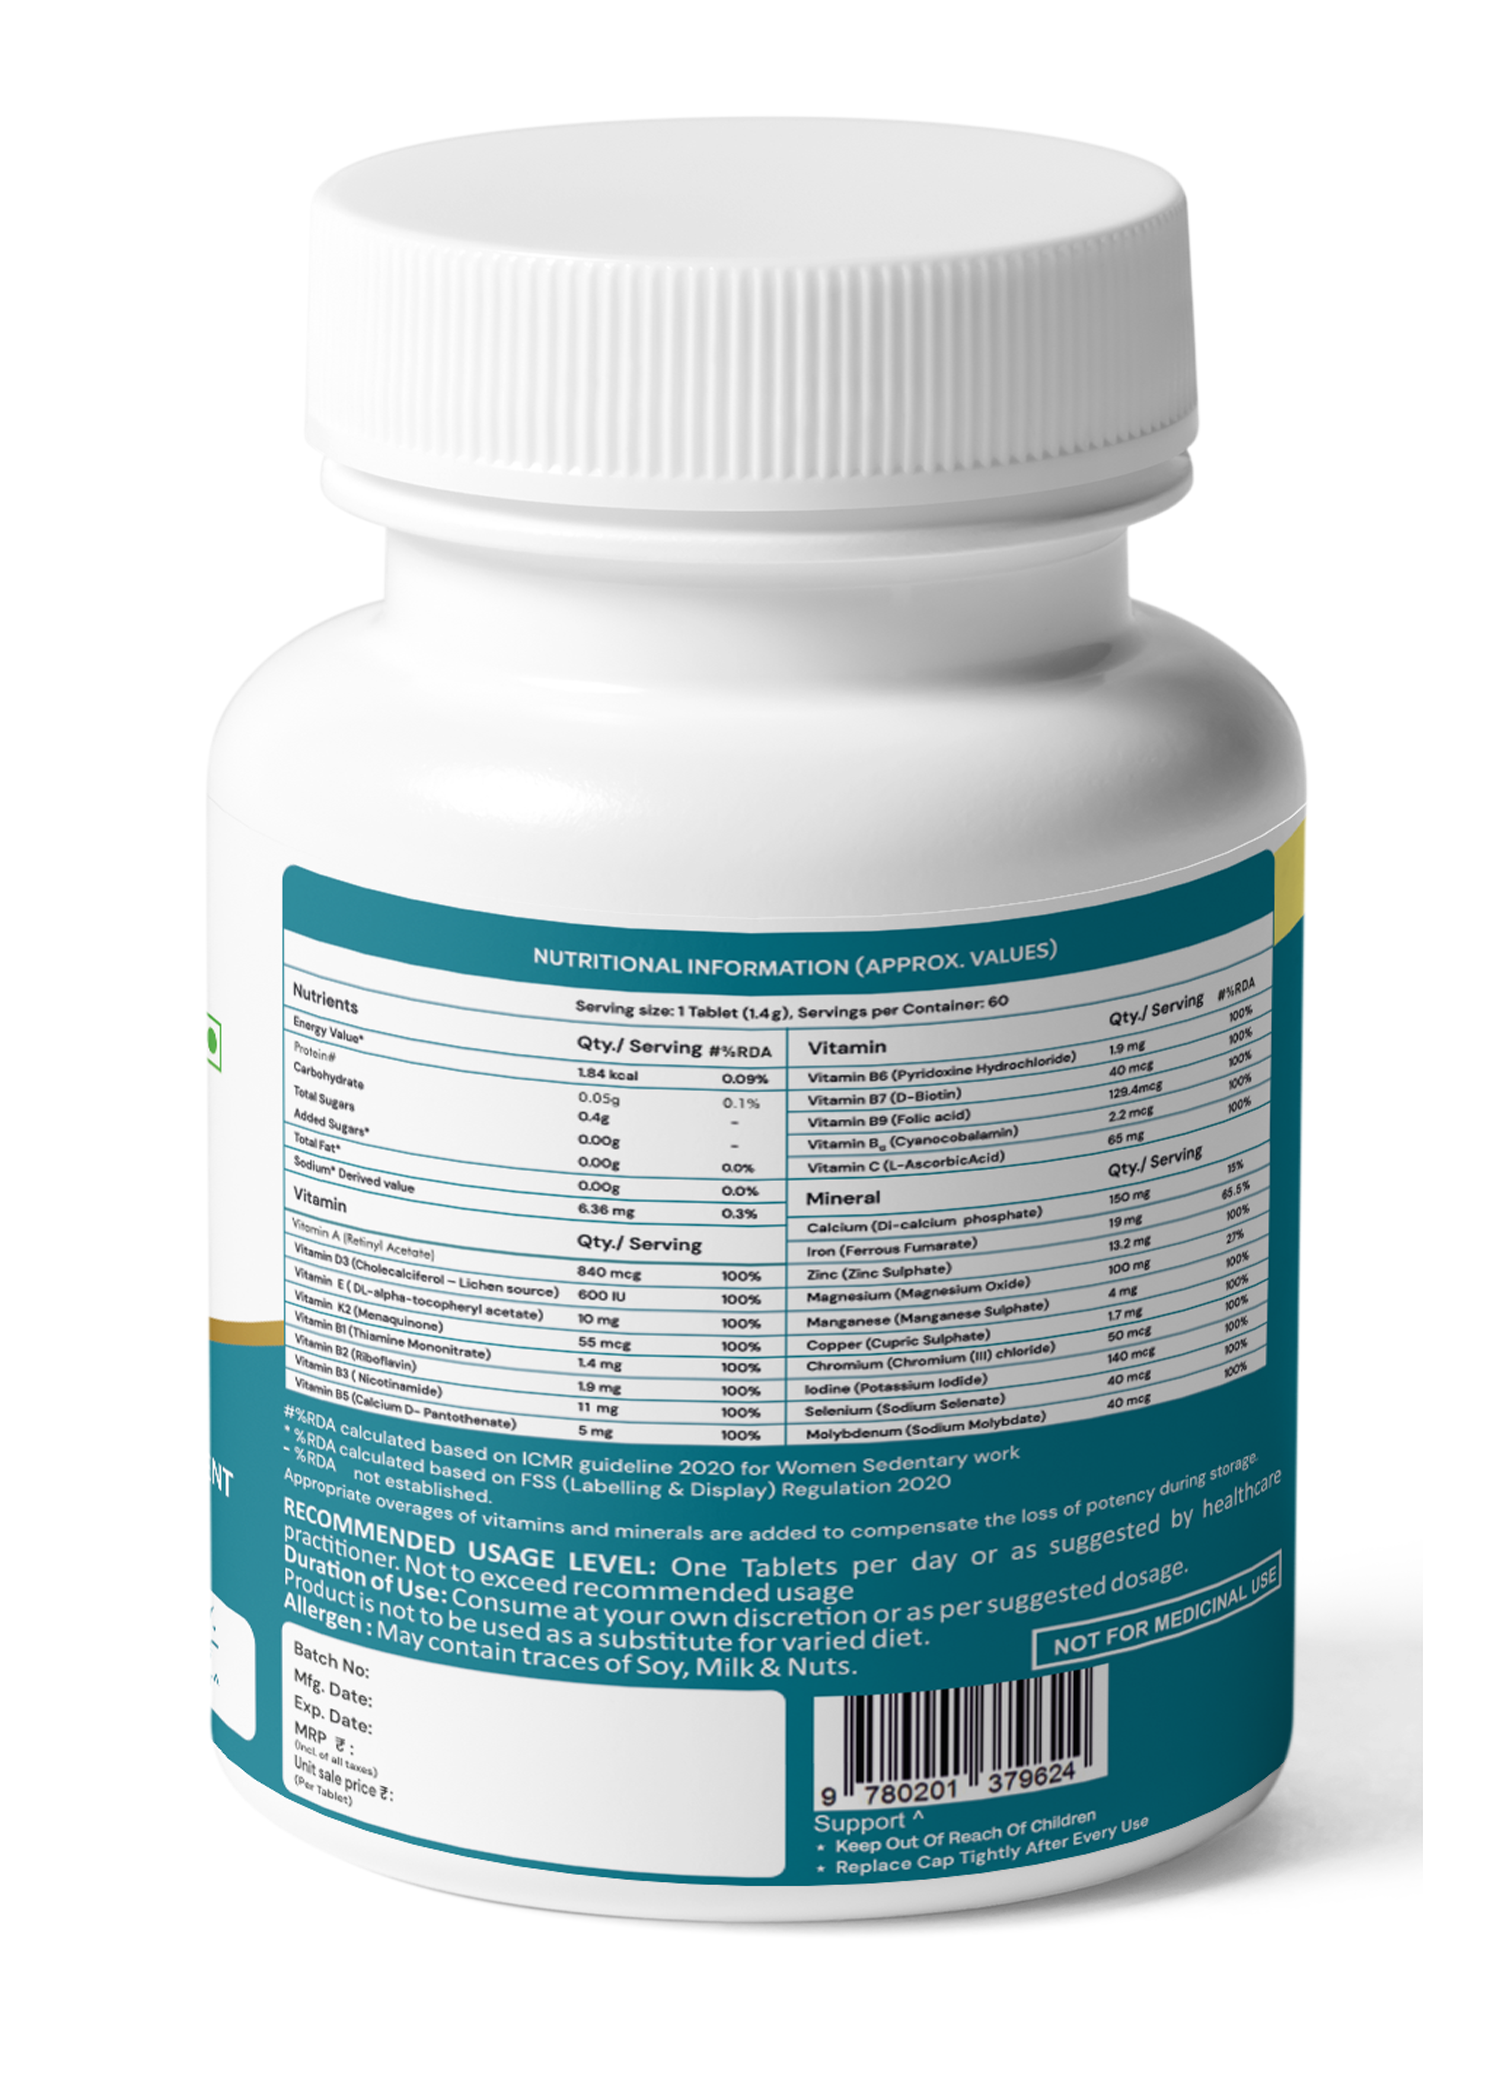 NUTRITIONAL INFORMATION (APPROX. VALUES)
Serving size: 1 Tablet (1.4g), Servings per Container: 60
Nutrients Qty./ Serving #%RDA
Energy Value* 1.84 kcal 0.09%
Protein# 0.05g 0.1%
Carbohydrate 0.4g –
Total Sugars 0.00g –
Added Sugars* 0.00g 0.0%
Total Fat* 0.00g 0.0%
Sodium* Derived value 6.36 mg 0.3%
Vitamin Qty./ Serving
Vitamin A (Retinyl Acetate) 840 mcg 100%
Vitamin D3 (Cholecalciferol – Lichen source) 600 IU 100%
Vitamin E ( DL-alpha-tocopheryl acetate) 10 mg 100%
Vitamin K2 (Menaquinone) 55 mcg 100%
Vitamin B1 (Thiamine Mononitrate) 1.4 mg 100%
Vitamin B2 (Riboflavin) 1.9 mg 100%
Vitamin B3 ( Nicotinamide) 11 mg 100%
Vitamin B5 (Calcium D- Pantothenate) 5 mg 100%
Vitamin Qty./ Serving #%RDA
Vitamin B6 (Pyridoxine Hydrochloride) 1.9 mg 100%
Vitamin B7 (D-Biotin) 40 mcg 100%
Vitamin B9 (Folic acid) 129.4mcg 100%
Vitamin B (Cyanocobalamin) 2.2 mcg 100%
Vitamin C (L-AscorbicAcid) 65 mg 100%
Mineral Qty./ Serving
Calcium (Di-calcium phosphate) 150 mg 15%
Iron (Ferrous Fumarate) 19 mg 65.5%
Zinc (Zinc Sulphate) 13.2 mg 100%
Magnesium (Magnesium Oxide) 100 mg 27%
Manganese (Manganese Sulphate) 4 mg 100%
Copper (Cupric Sulphate) 1.7 mg 100%
Chromium (Chromium (III) chloride) 50 mcg 100%
Iodine (Potassium Iodide) 140 mcg 100%
Selenium (Sodium Selenate) 40 mcg 100%
Molybdenum (Sodium Molybdate) 40 mcg 100%
#%RDA calculated based on ICMR guideline 2020 for Women Sedentary work
* %RDA calculated based on FSS (Labelling & Display) Regulation 2020
- %RDA not established.
Appropriate overages of vitamins and minerals are added to compensate the loss of potency during storage.
RECOMMENDED USAGE LEVEL: One Tablets per day or as suggested by healthcare
practitioner. Not to exceed recommended usage
Duration of Use: Consume at your own discretion or as per suggested dosage.
Product is not to be used as a substitute for varied diet.
Allergen : May contain traces of Soy, Milk & Nuts.
NOT FOR MEDICINAL USE
Batch No:
Mfg. Date:
Exp. Date:
MRP ₹ :
(Incl. of all taxes)
Unit sale price ₹:
(Per Tablet)
9 780201 379624
Support ^
* Keep Out Of Reach Of Children
* Replace Cap Tightly After Every Use
NT